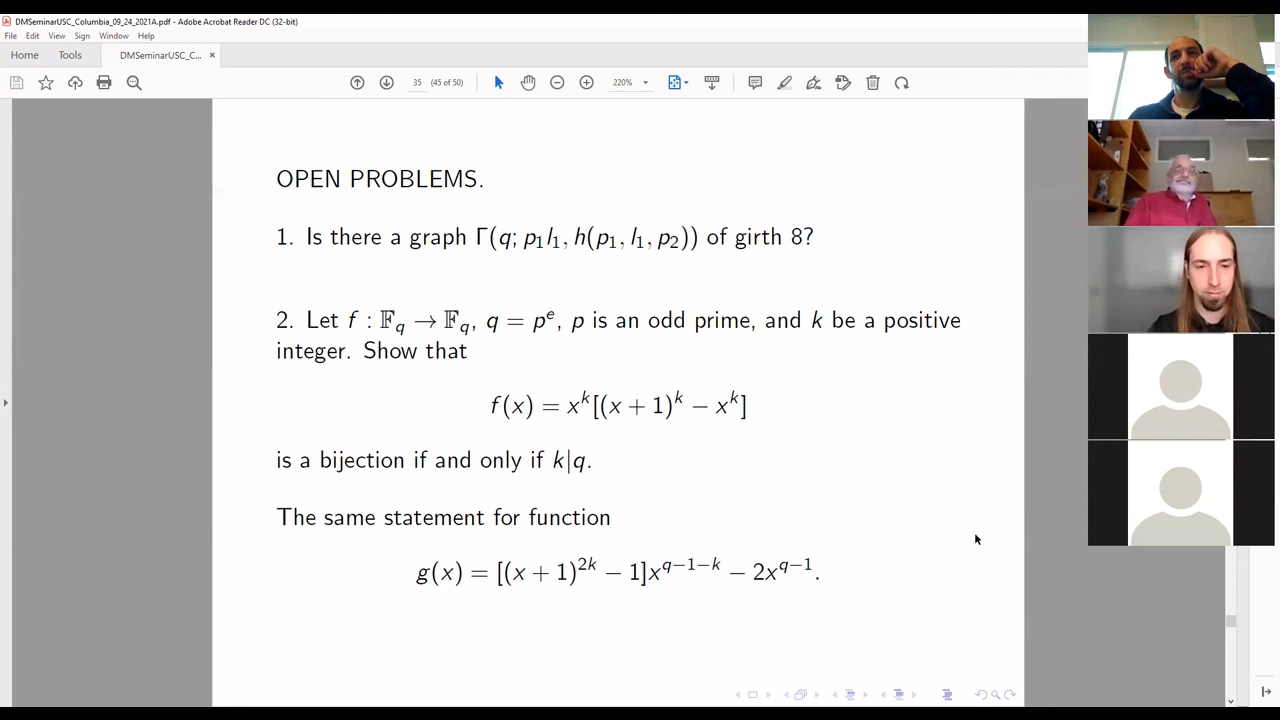 DMSeminarUSC_Columbia_09_24_2021A.pdf - Adobe Acrobat Reader DC (32-bit)
File Edit View Sign Window Help
Home Tools DMSeminarUSC_C... ×
35 (45 of 50) 220%
OPEN PROBLEMS.
1. Is there a graph Γ(q; p₁l₁, h(p₁, l₁, p₂)) of girth 8?
2. Let f : 𝔽_q → 𝔽_q, q = pᵉ, p is an odd prime, and k be a positive
integer. Show that
f(x) = xᵏ[(x + 1)ᵏ − xᵏ]
is a bijection if and only if k|q.
The same statement for function
g(x) = [(x + 1)²ᵏ − 1]x^{q−1−k} − 2x^{q−1}.